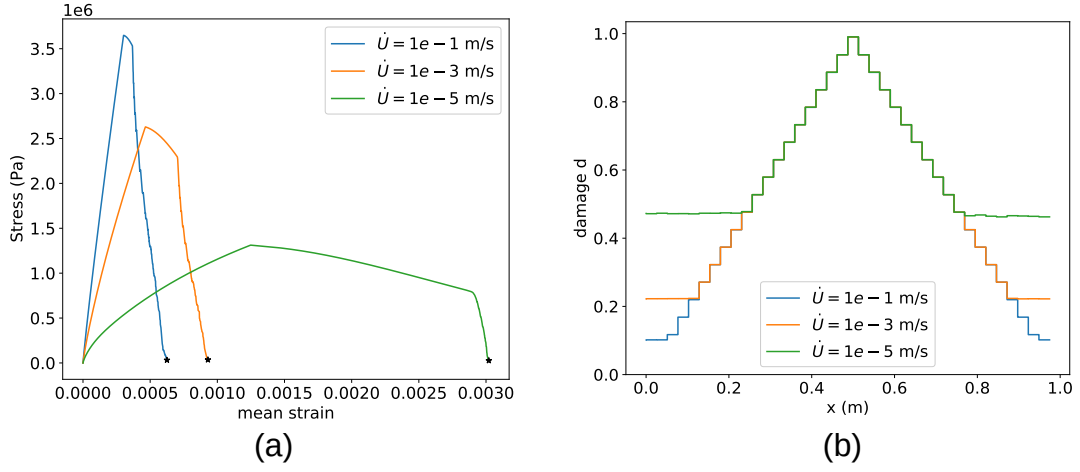 1e6
3.5
3.0
2.5
2.0
1.5
1.0
0.5
0.0
Stress (Pa)
U̇ = 1e − 1 m/s
U̇ = 1e − 3 m/s
U̇ = 1e − 5 m/s
0.0000 0.0005 0.0010 0.0015 0.0020 0.0025 0.0030
mean strain
(a)
1.0
0.8
0.6
0.4
0.2
0.0
damage d
U̇ = 1e − 1 m/s
U̇ = 1e − 3 m/s
U̇ = 1e − 5 m/s
0.0 0.2 0.4 0.6 0.8 1.0
x (m)
(b)